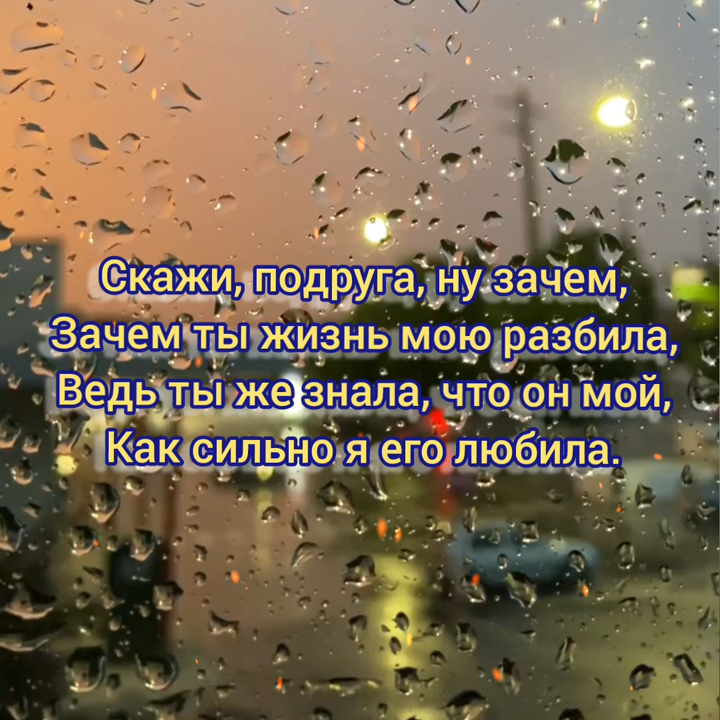 Скажи, подруга, ну зачем,
Зачем ты жизнь мою разбила,
Ведь ты же знала, что он мой,
Как сильно я его любила.